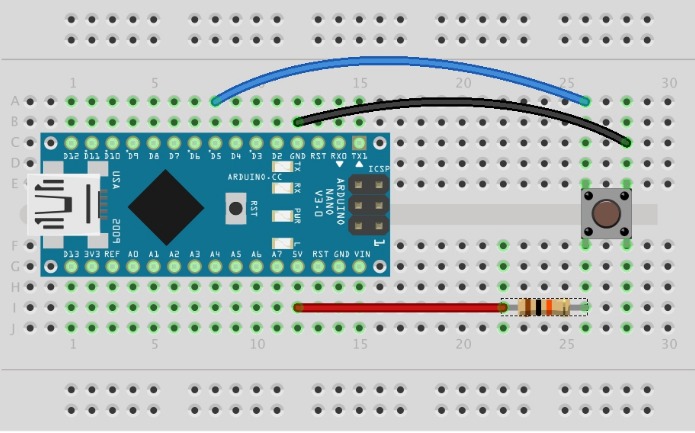 1 5 10 15 20 25 30
A
B
C
D12 D11 D10 D9 D8 D7 D6 D5 D4 D3 D2 GND RST RX0 TX1
D
TX
ICSP
ARDUINO.CC
E
RX
USA
RST
PWR
ARDUINO
NANO
V3.0
2009
L
1
F
D13 3V3 REF A0 A1 A2 A3 A4 A5 A6 A7 5V RST GND VIN
G
H
I
J
1 5 10 15 20 25 30